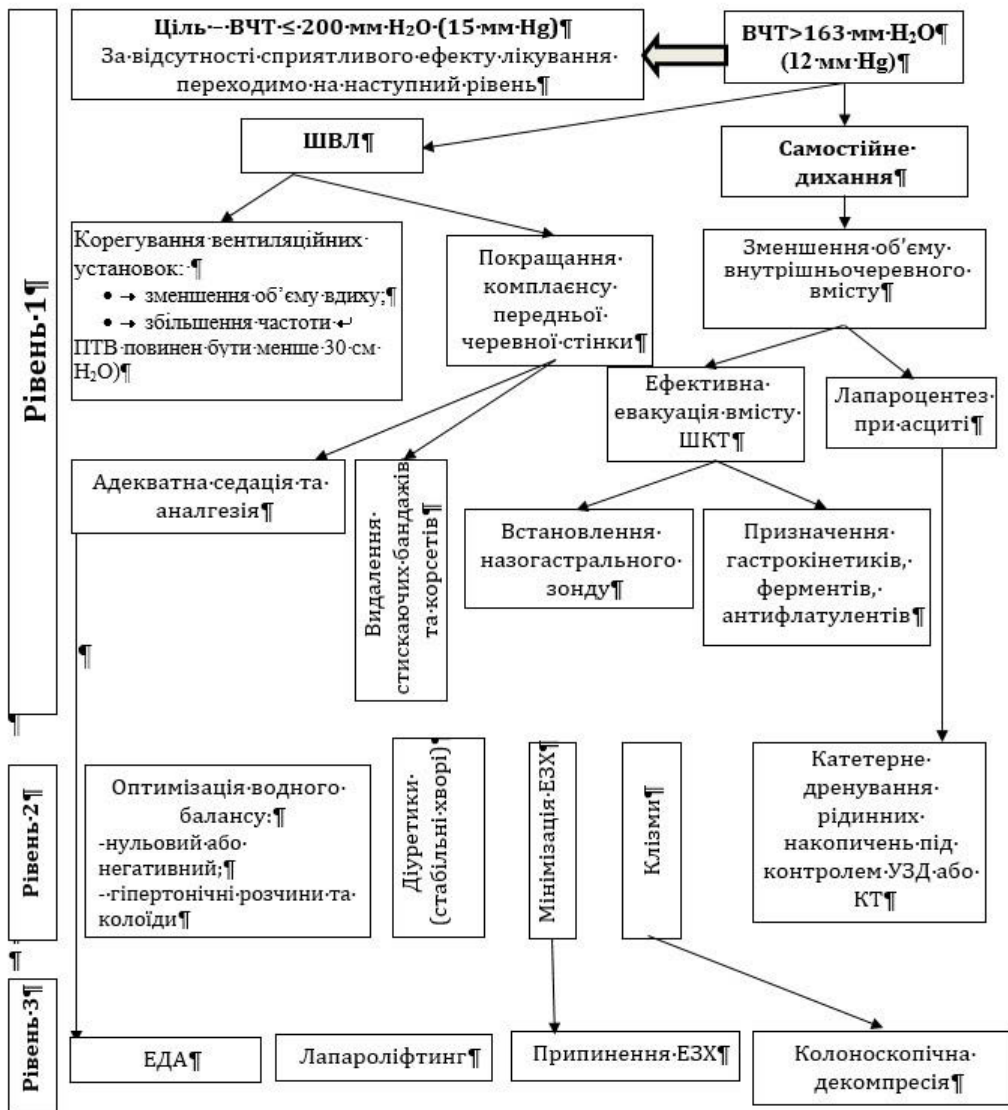 Ціль·–·ВЧТ·≤·200·мм·H₂O·(15·мм·Hg)¶
За·відсутності·сприятливого·ефекту·лікування·
переходимо·на·наступний·рівень¶
ВЧТ>163·мм·H₂O¶
(12·мм·Hg)¶
Рівень·1¶
ШВЛ¶
Самостійне·
дихання¶
Корегування·вентиляційних·
установок:·¶
●→зменшення·об’єму·вдиху;¶
●→збільшення·частоти·↵
ПТВ·повинен·бути·менше·30·см·
H₂O)¶
Покращання·
комплаєнсу·
передньої·
черевної·стінки¶
Зменшення·об’єму·
внутрішньочеревного·
вмісту¶
Ефективна·
евакуація·вмісту·
ШКТ¶
Лапароцентез·
при·асциті¶
Адекватна·седація·та·
аналгезія¶
Видалення·
стискаючих·бандажів·
та·корсетів¶
Встановлення·
назогастрального·
зонду¶
Призначення·
гастрокінетиків,·
ферментів,·
антифлатулентів¶
¶
¶
Рівень·2¶
Оптимізація·водного·
балансу:¶
-нульовий·або·
негативний;¶
-·гіпертонічні·розчини·та·
колоїди¶
Діуретики·
(стабільні·хворі)¶
Мінімізація·ЕЗХ¶
Клізми¶
Катетерне·
дренування·
рідинних·
накопичень·під·
контролем·УЗД·або·
КТ¶
¶
Рівень·3¶
ЕДА¶
Лапароліфтинг¶
Припинення·ЕЗХ¶
Колоноскопічна·
декомпресія¶